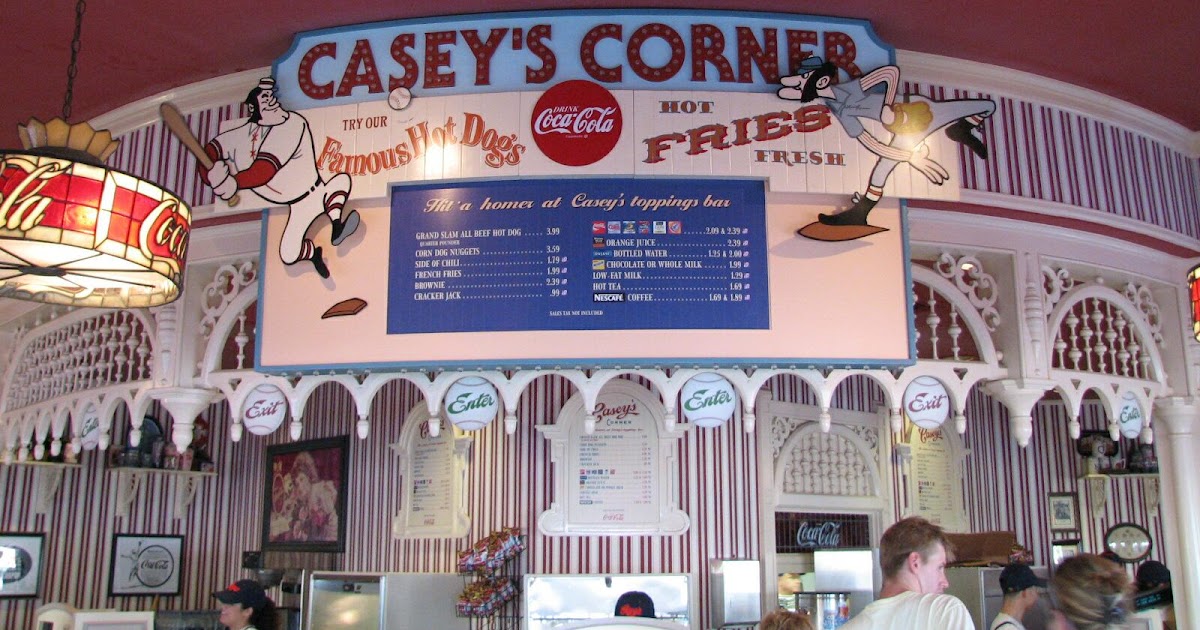 CASEY'S CORNER
TRY OUR
Famous Hot Dog's
DRINK
Coca-Cola
HOT
FRIES
FRESH
Hit a homer at Casey's toppings bar
GRAND SLAM ALL BEEF HOT DOG ..... 3.99
QUARTER POUNDER
CORN DOG NUGGETS ..... 3.59
SIDE OF CHILI ..... 1.79
FRENCH FRIES ..... 1.99
BROWNIE ..... 2.39
CRACKER JACK ..... .99
..... 2.09 & 2.39
ORANGE JUICE ..... 2.39
BOTTLED WATER ..... 1.25 & 2.00
CHOCOLATE OR WHOLE MILK ..... 1.99
LOW-FAT MILK ..... 1.29
HOT TEA ..... 1.69
NESCAFE COFFEE ..... 1.69 & 1.89
SALES TAX NOT INCLUDED
Coca
Exit
Enter
Enter
Exit
Enter
Casey's
CORNER
Casey's
Coca-Cola
Coca-Cola